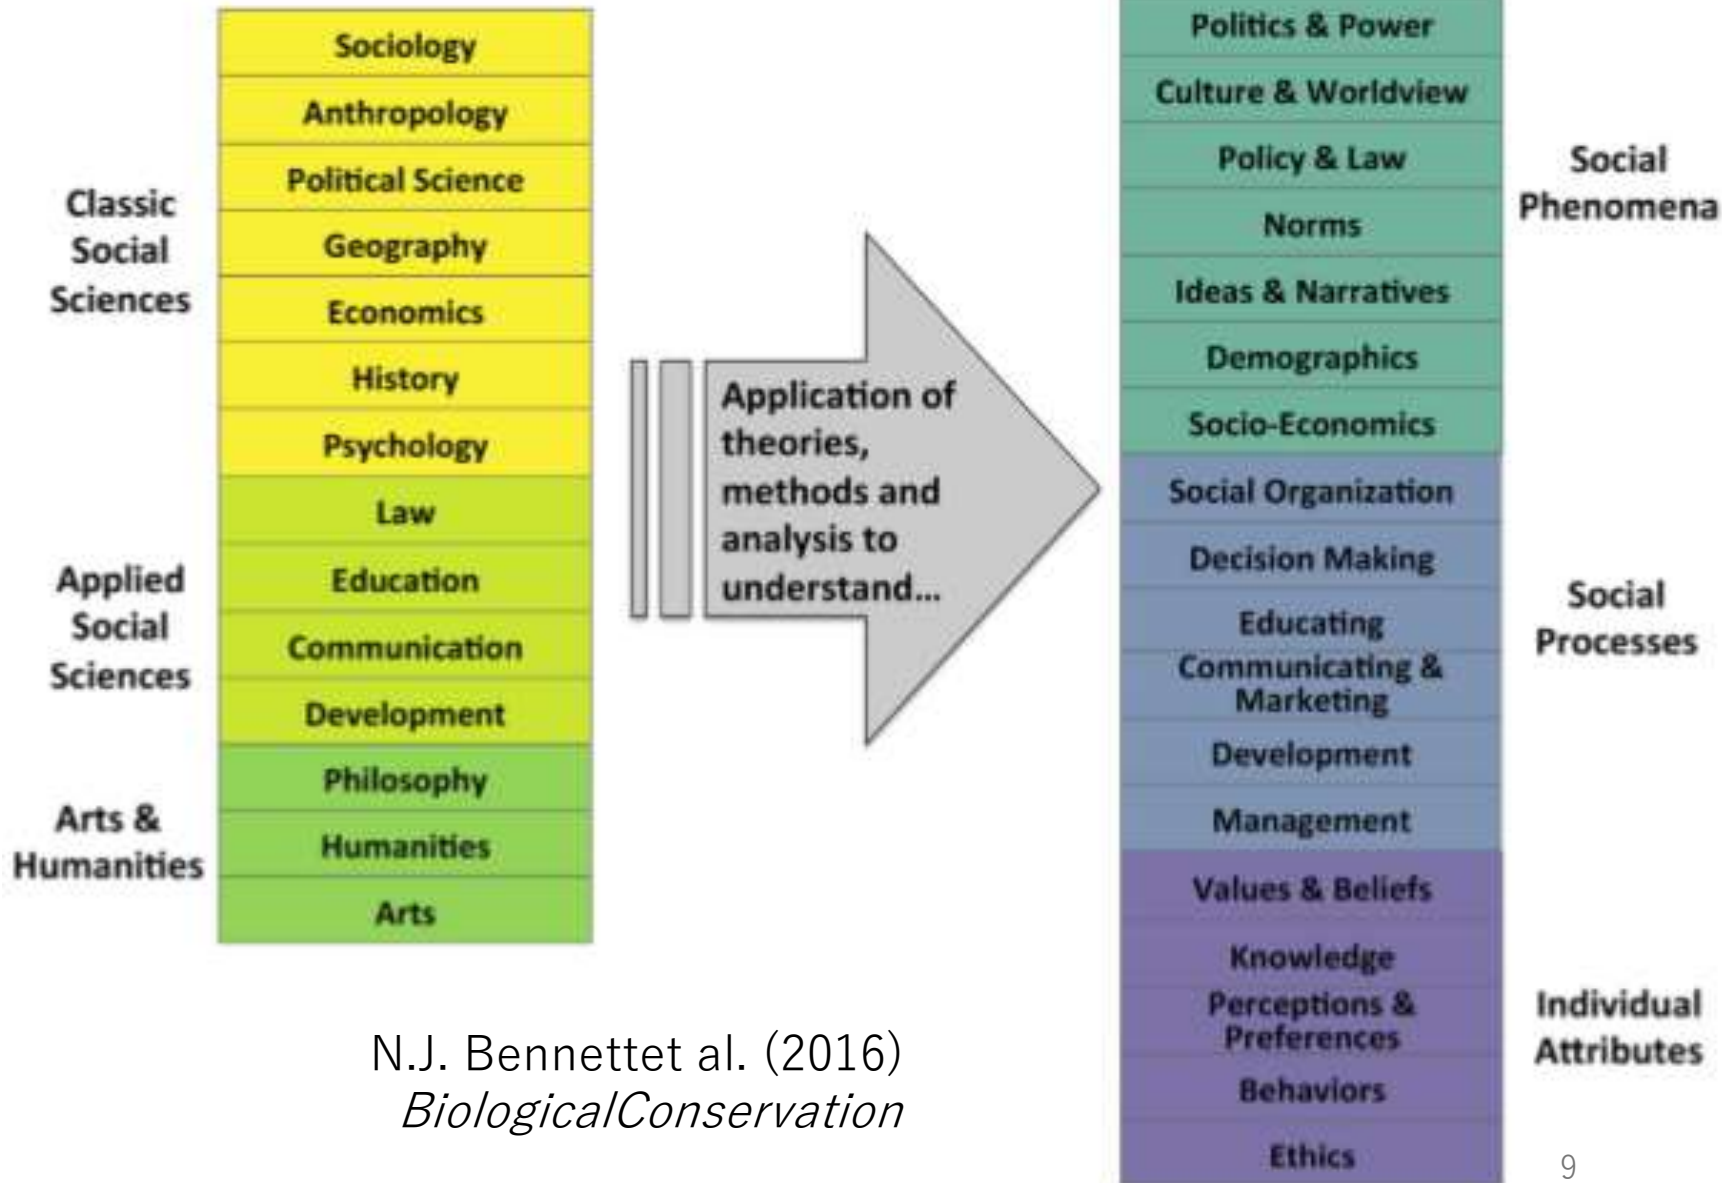 Classic
Social
Sciences
Sociology
Anthropology
Political Science
Geography
Economics
History
Psychology
Applied
Social
Sciences
Law
Education
Communication
Development
Arts &
Humanities
Philosophy
Humanities
Arts
Application of
theories,
methods and
analysis to
understand...
Politics & Power
Culture & Worldview
Policy & Law
Norms
Ideas & Narratives
Demographics
Socio-Economics
Social
Phenomena
Social Organization
Decision Making
Educating
Communicating &
Marketing
Development
Management
Social
Processes
Values & Beliefs
Knowledge
Perceptions &
Preferences
Behaviors
Ethics
Individual
Attributes
N.J. Bennettet al. (2016)
BiologicalConservation
9